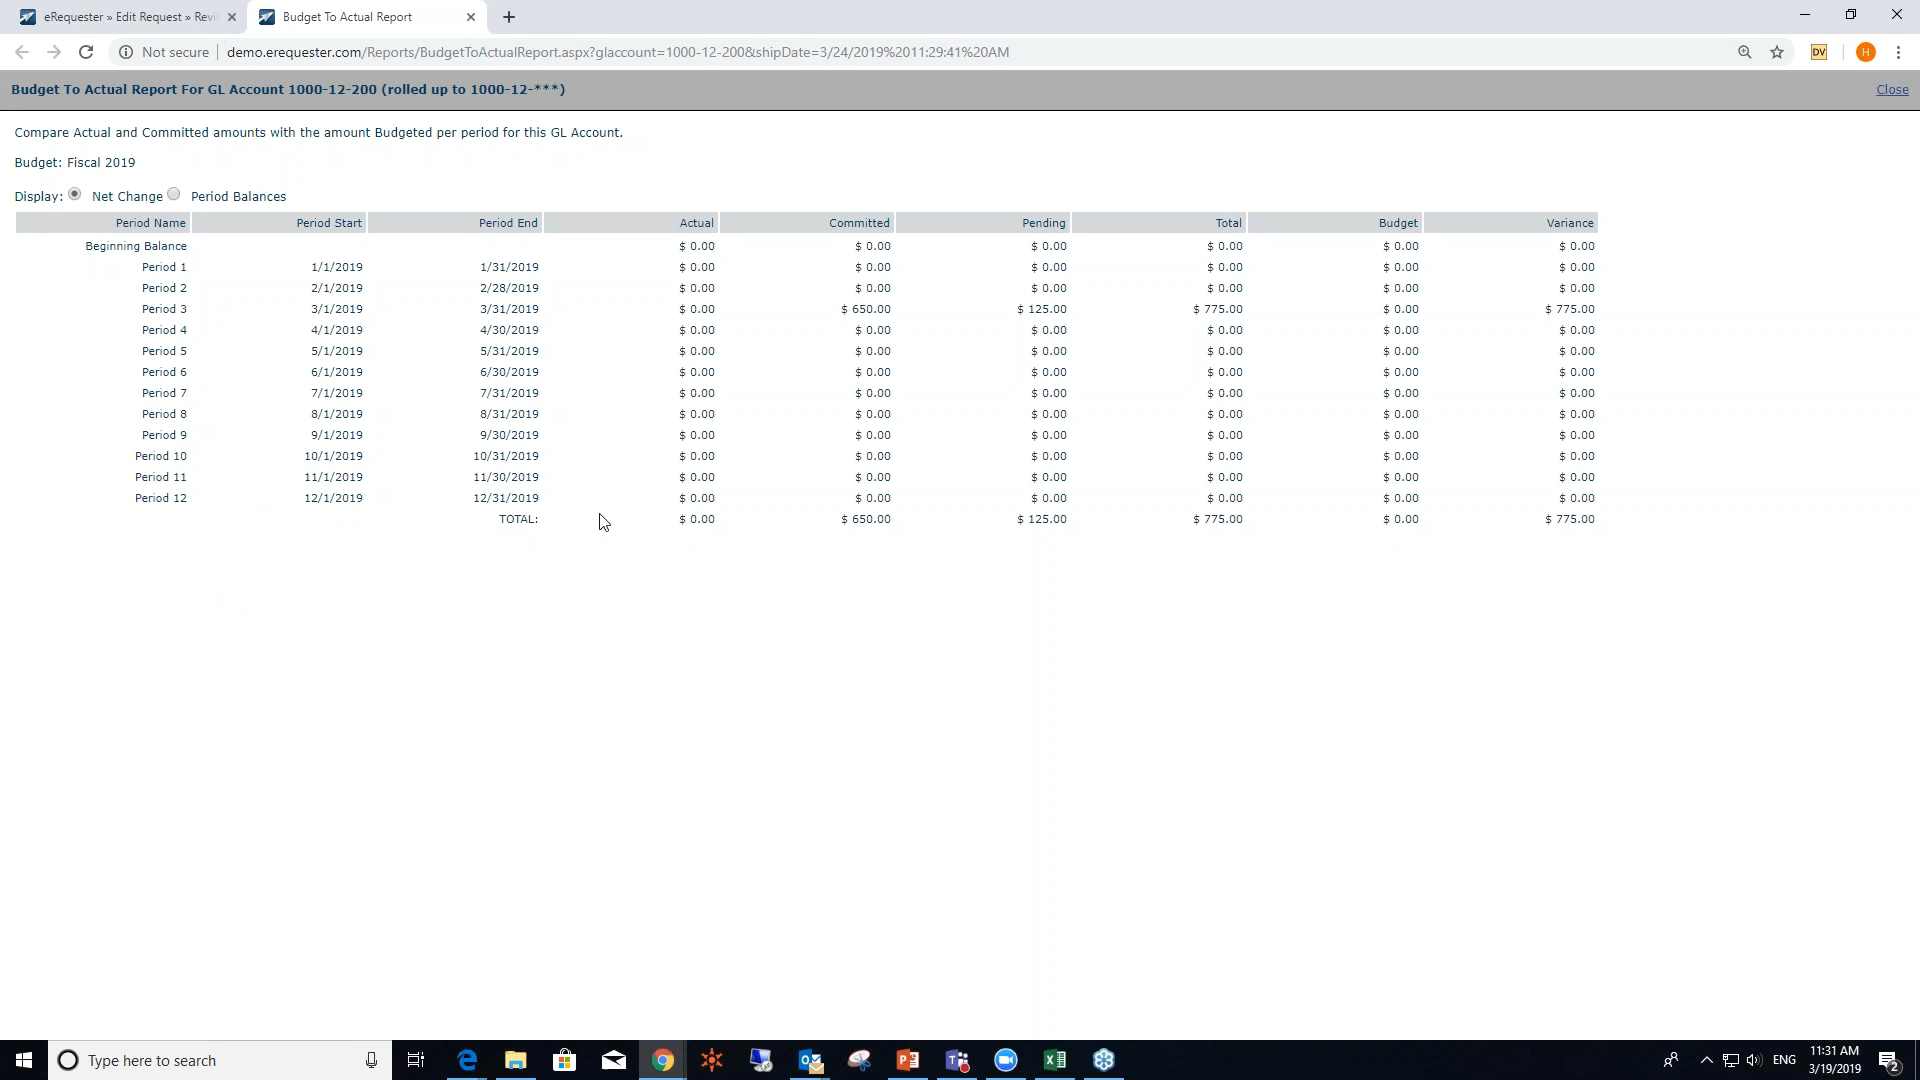 eRequester » Edit Request » Revi
Budget To Actual Report
Not secure demo.erequester.com/Reports/BudgetToActualReport.aspx?glaccount=1000-12-200&shipDate=3/24/2019%2011:29:41%20AM
DV
H
Budget To Actual Report For GL Account 1000-12-200 (rolled up to 1000-12-***) Close
Compare Actual and Committed amounts with the amount Budgeted per period for this GL Account.
Budget: Fiscal 2019
Display: Net Change Period Balances
Period Name Period Start Period End Actual Committed Pending Total Budget Variance
Beginning Balance $ 0.00 $ 0.00 $ 0.00 $ 0.00 $ 0.00 $ 0.00
Period 1 1/1/2019 1/31/2019 $ 0.00 $ 0.00 $ 0.00 $ 0.00 $ 0.00 $ 0.00
Period 2 2/1/2019 2/28/2019 $ 0.00 $ 0.00 $ 0.00 $ 0.00 $ 0.00 $ 0.00
Period 3 3/1/2019 3/31/2019 $ 0.00 $ 650.00 $ 125.00 $ 775.00 $ 0.00 $ 775.00
Period 4 4/1/2019 4/30/2019 $ 0.00 $ 0.00 $ 0.00 $ 0.00 $ 0.00 $ 0.00
Period 5 5/1/2019 5/31/2019 $ 0.00 $ 0.00 $ 0.00 $ 0.00 $ 0.00 $ 0.00
Period 6 6/1/2019 6/30/2019 $ 0.00 $ 0.00 $ 0.00 $ 0.00 $ 0.00 $ 0.00
Period 7 7/1/2019 7/31/2019 $ 0.00 $ 0.00 $ 0.00 $ 0.00 $ 0.00 $ 0.00
Period 8 8/1/2019 8/31/2019 $ 0.00 $ 0.00 $ 0.00 $ 0.00 $ 0.00 $ 0.00
Period 9 9/1/2019 9/30/2019 $ 0.00 $ 0.00 $ 0.00 $ 0.00 $ 0.00 $ 0.00
Period 10 10/1/2019 10/31/2019 $ 0.00 $ 0.00 $ 0.00 $ 0.00 $ 0.00 $ 0.00
Period 11 11/1/2019 11/30/2019 $ 0.00 $ 0.00 $ 0.00 $ 0.00 $ 0.00 $ 0.00
Period 12 12/1/2019 12/31/2019 $ 0.00 $ 0.00 $ 0.00 $ 0.00 $ 0.00 $ 0.00
TOTAL: $ 0.00 $ 650.00 $ 125.00 $ 775.00 $ 0.00 $ 775.00
Type here to search
ENG
11:31 AM
3/19/2019
2